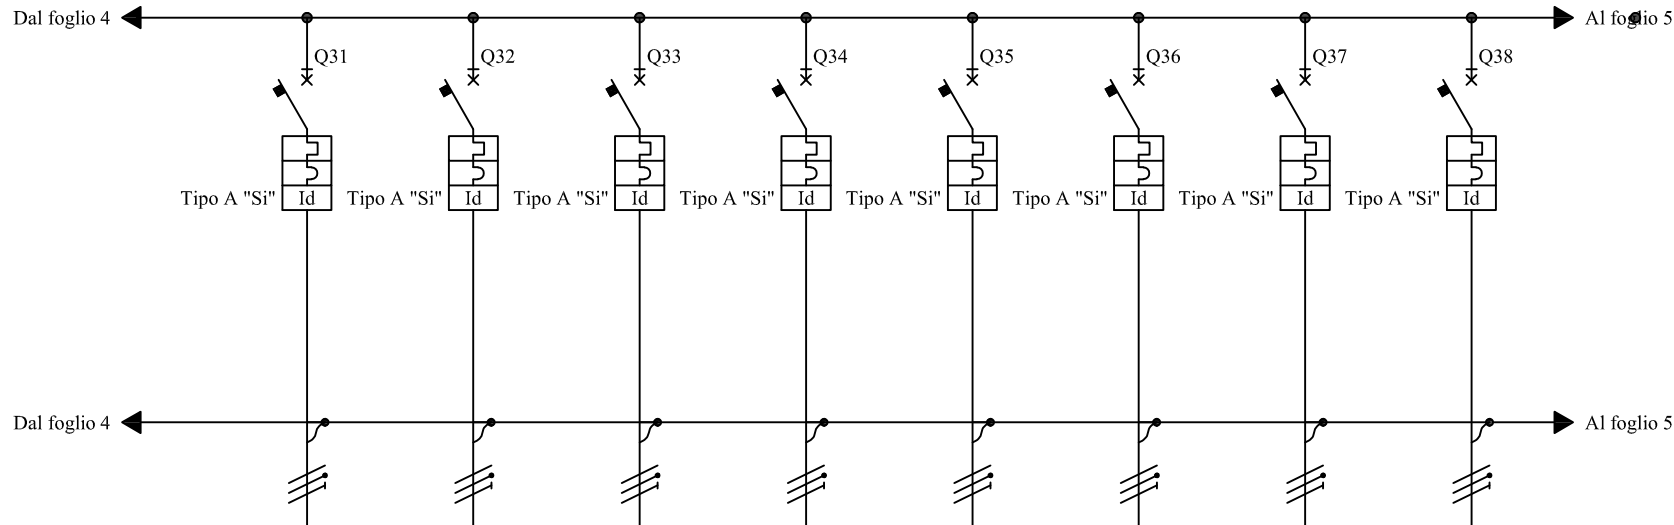 Dal foglio 4
Al foglio 5
Q31
Q32
Q33
Q34
Q35
Q36
Q37
Q38
Tipo A "Si"
Id
Tipo A "Si"
Id
Tipo A "Si"
Id
Tipo A "Si"
Id
Tipo A "Si"
Id
Tipo A "Si"
Id
Tipo A "Si"
Id
Tipo A "Si"
Id
Dal foglio 4
Al foglio 5